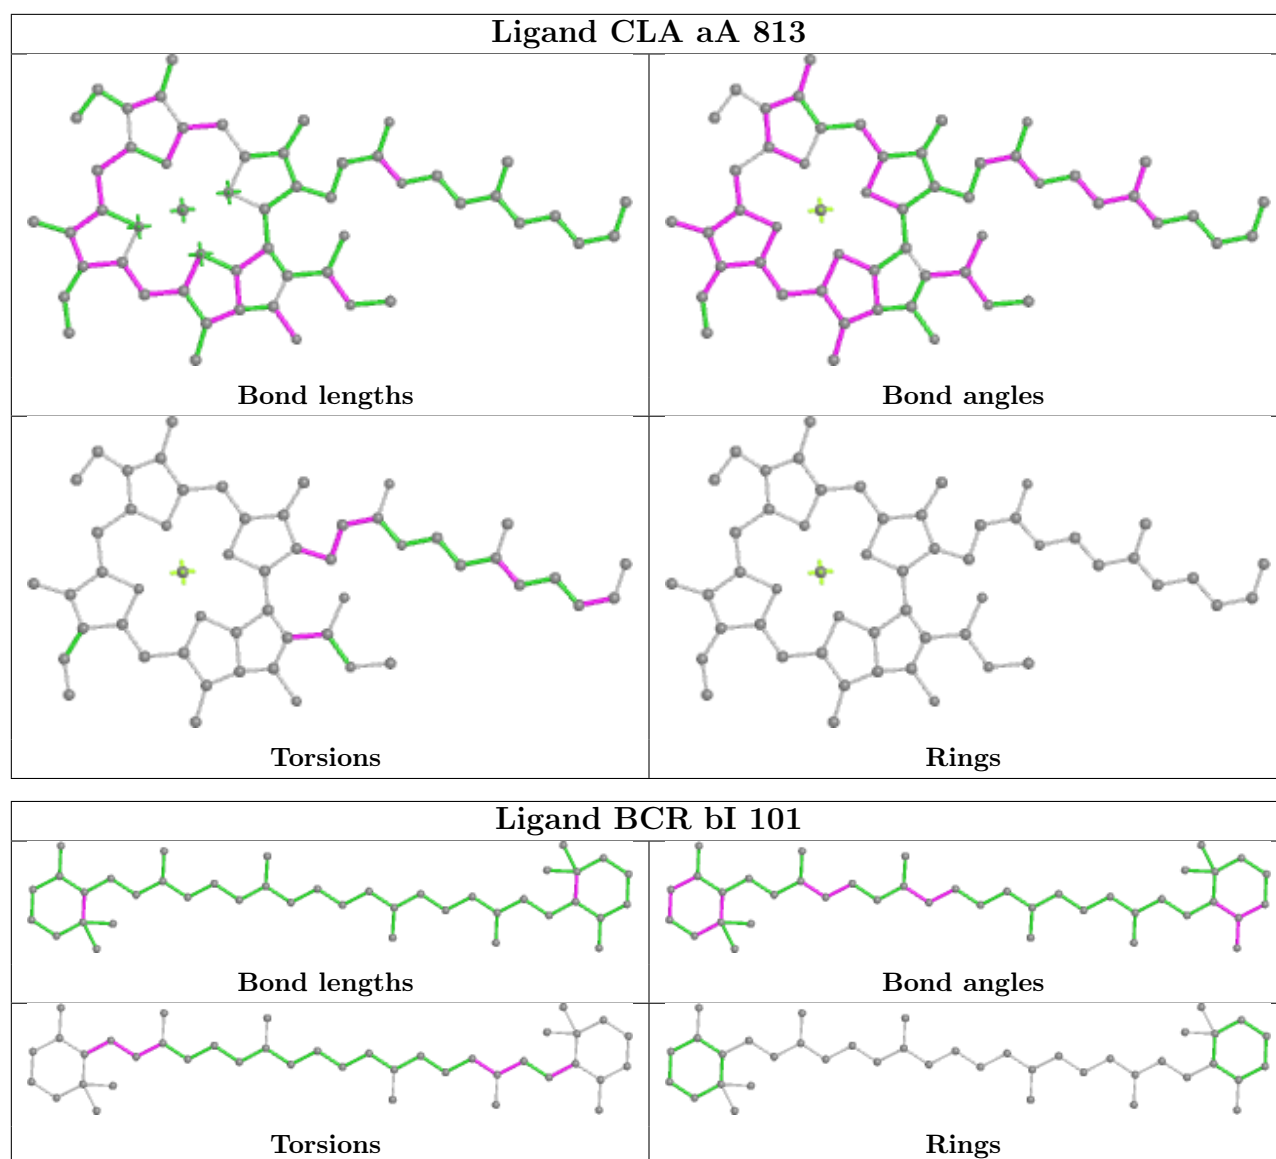 Ligand CLA aA 813
Bond lengths
Bond angles
Torsions
Rings
Ligand BCR bI 101
Bond lengths
Bond angles
Torsions
Rings